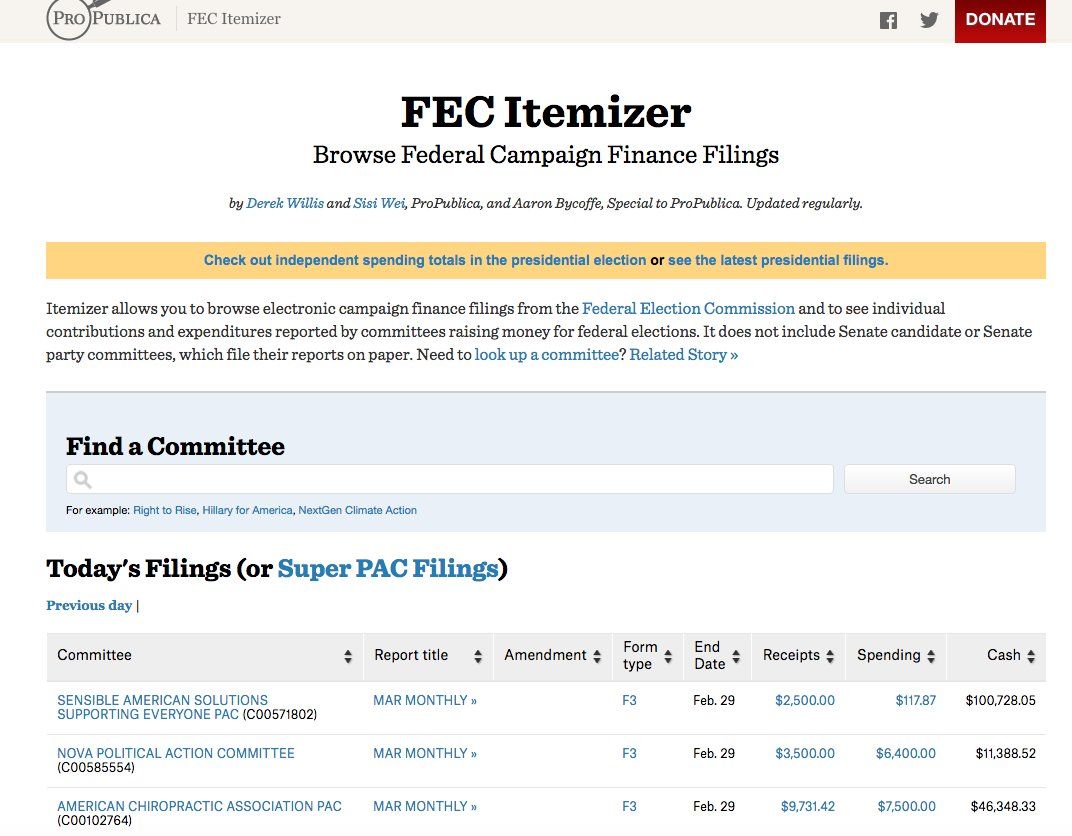 PROPUBLICA FEC Itemizer DONATE
FEC Itemizer
Browse Federal Campaign Finance Filings
by Derek Willis and Sisi Wei, ProPublica, and Aaron Bycoffe, Special to ProPublica. Updated regularly.
Check out independent spending totals in the presidential election or see the latest presidential filings.
Itemizer allows you to browse electronic campaign finance filings from the Federal Election Commission and to see individual
contributions and expenditures reported by committees raising money for federal elections. It does not include Senate candidate or Senate
party committees, which file their reports on paper. Need to look up a committee? Related Story »
Find a Committee
Search
For example: Right to Rise, Hillary for America, NextGen Climate Action
Today's Filings (or Super PAC Filings)
Previous day |
Committee Report title Amendment Form type End Date Receipts Spending Cash
SENSIBLE AMERICAN SOLUTIONS MAR MONTHLY » F3 Feb. 29 $2,500.00 $117.87 $100,728.05
SUPPORTING EVERYONE PAC (C00571802)
NOVA POLITICAL ACTION COMMITTEE MAR MONTHLY » F3 Feb. 29 $3,500.00 $6,400.00 $11,388.52
(C00585554)
AMERICAN CHIROPRACTIC ASSOCIATION PAC MAR MONTHLY » F3 Feb. 29 $9,731.42 $7,500.00 $46,348.33
(C00102764)